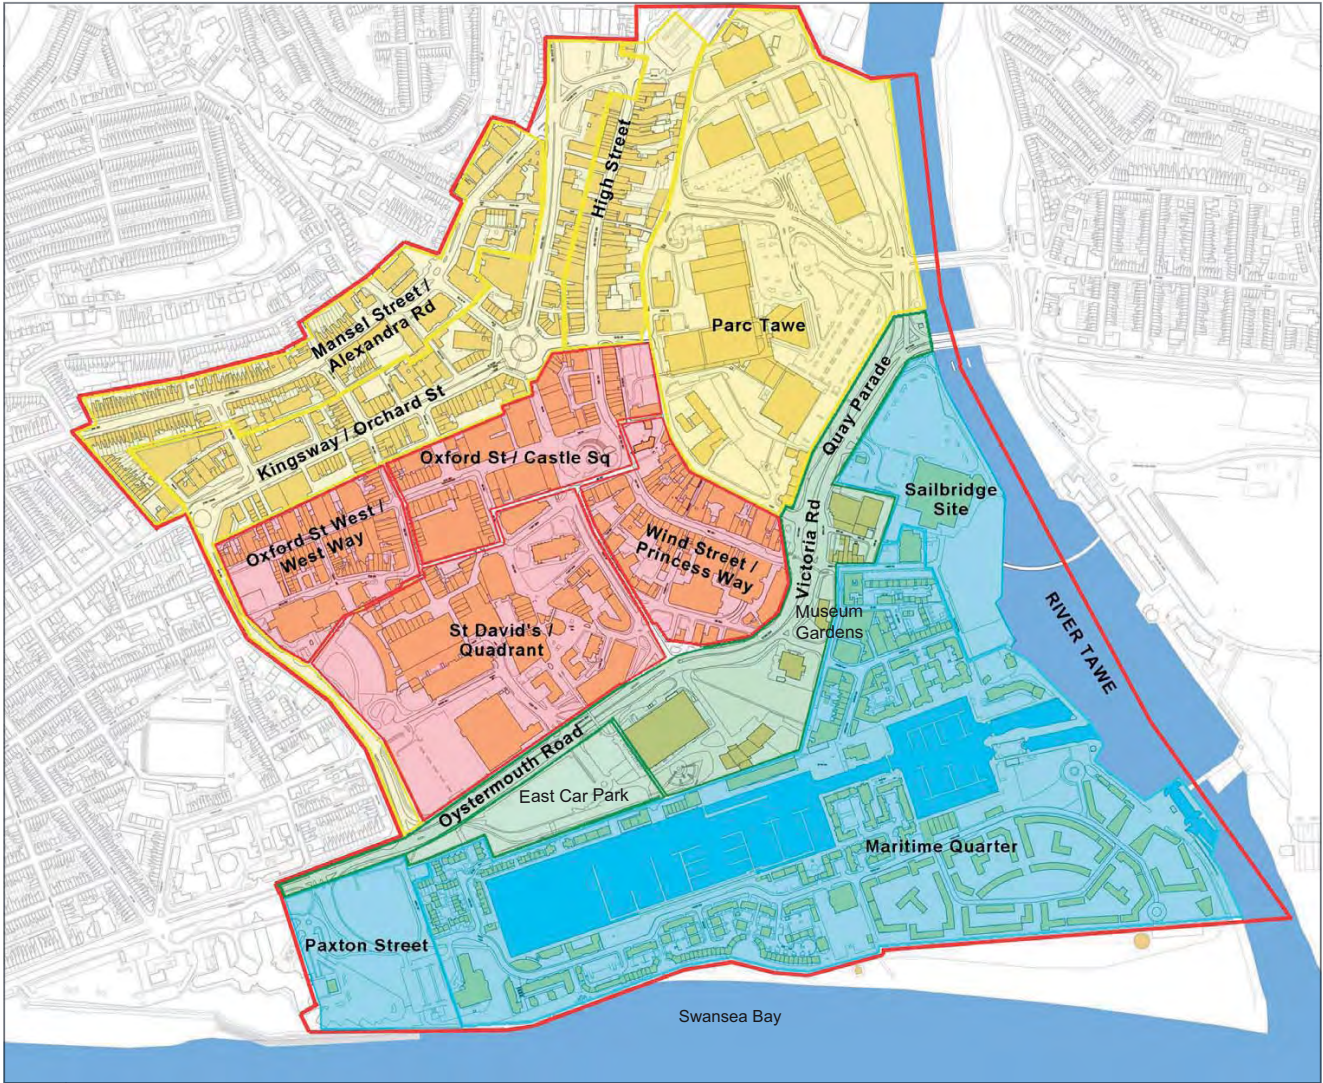 High Street
Mansel Street /
Alexandra Rd
Parc Tawe
Kingsway / Orchard St
Quay Parade
Oxford St / Castle Sq
Sailbridge
Site
Oxford St West /
West Way
Wind Street /
Princess Way
Victoria Rd
RIVER TAWE
Museum
Gardens
St David's /
Quadrant
Oystermouth Road
East Car Park
Maritime Quarter
Paxton Street
Swansea Bay